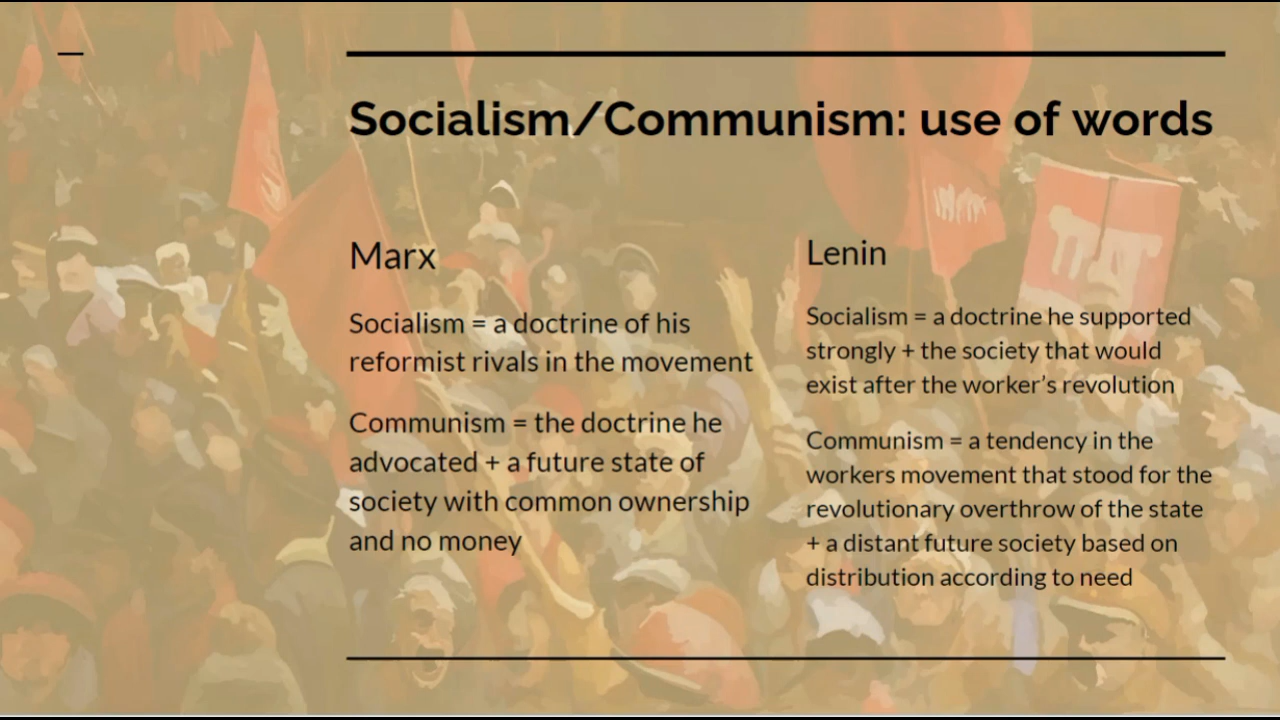 Socialism/Communism: use of words
Marx
Socialism = a doctrine of his
reformist rivals in the movement
Communism = the doctrine he
advocated + a future state of
society with common ownership
and no money
Lenin
Socialism = a doctrine he supported
strongly + the society that would
exist after the worker’s revolution
Communism = a tendency in the
workers movement that stood for the
revolutionary overthrow of the state
+ a distant future society based on
distribution according to need